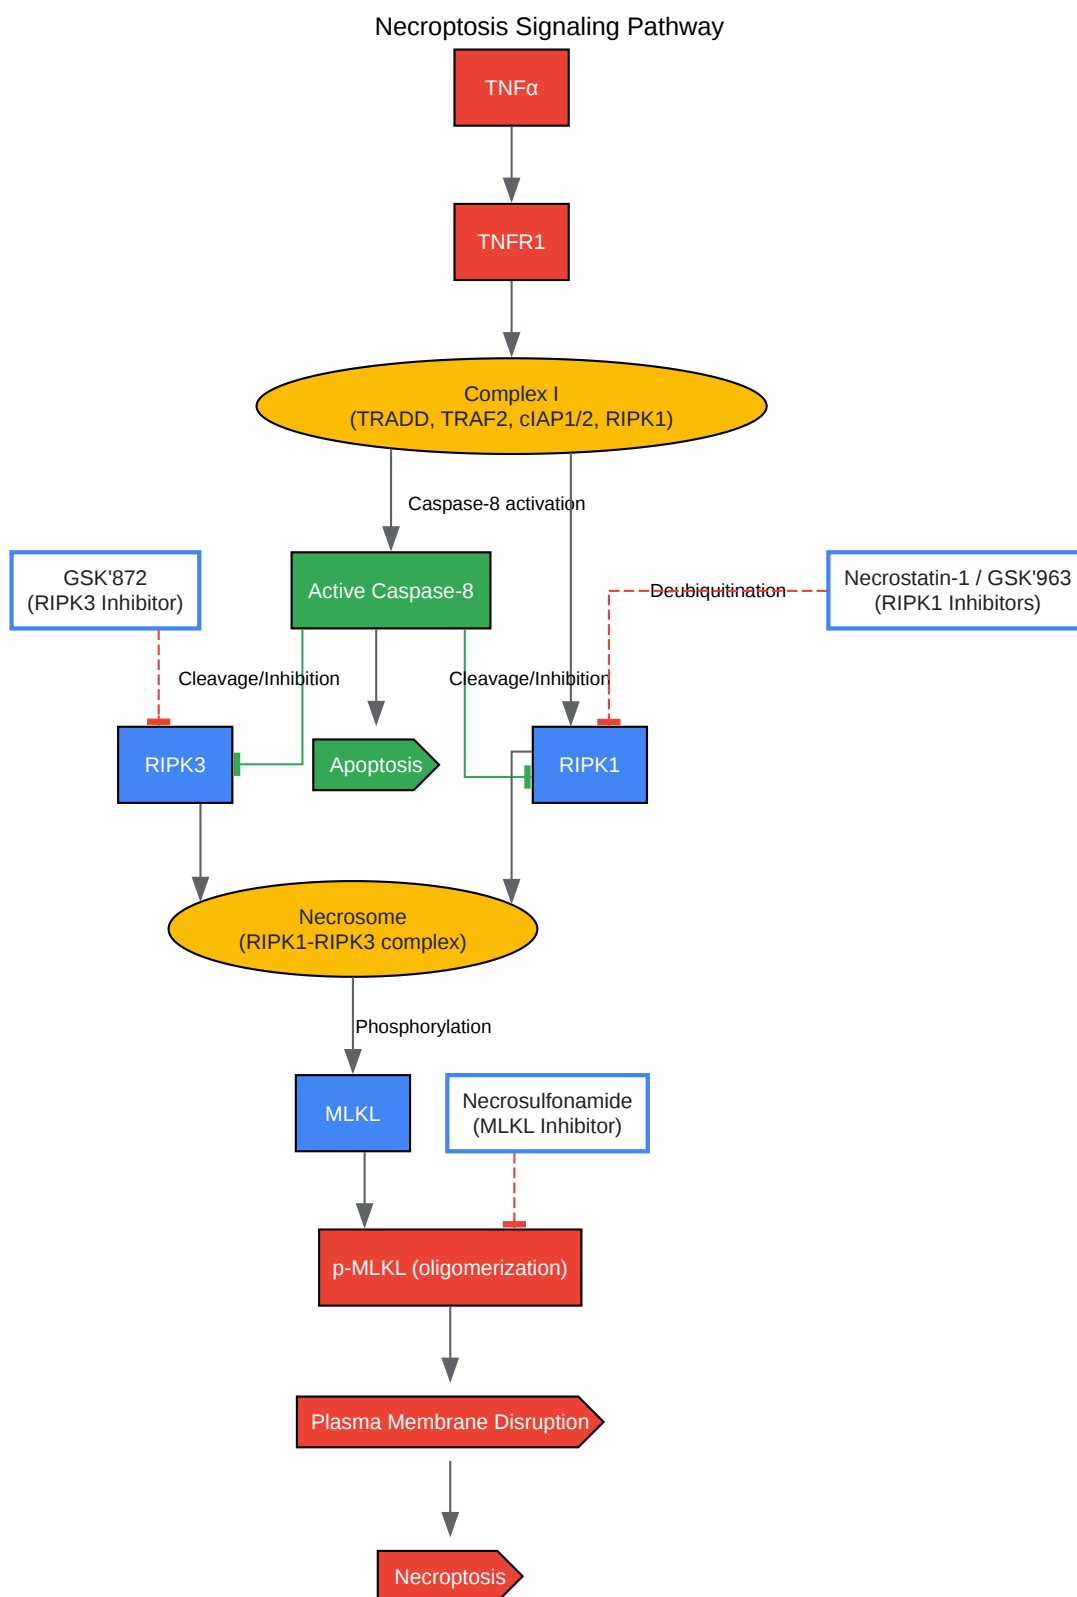 Necroptosis Signaling Pathway
TNFα
TNFR1
Complex I
(TRADD, TRAF2, cIAP1/2, RIPK1)
Caspase-8 activation
GSK'872
(RIPK3 Inhibitor)
Active Caspase-8
Deubiquitination
Necrostatin-1 / GSK'963
(RIPK1 Inhibitors)
Cleavage/Inhibition
Cleavage/Inhibition
RIPK3
Apoptosis
RIPK1
Necrosome
(RIPK1-RIPK3 complex)
Phosphorylation
MLKL
Necrosulfonamide
(MLKL Inhibitor)
p-MLKL (oligomerization)
Plasma Membrane Disruption
Necroptosis